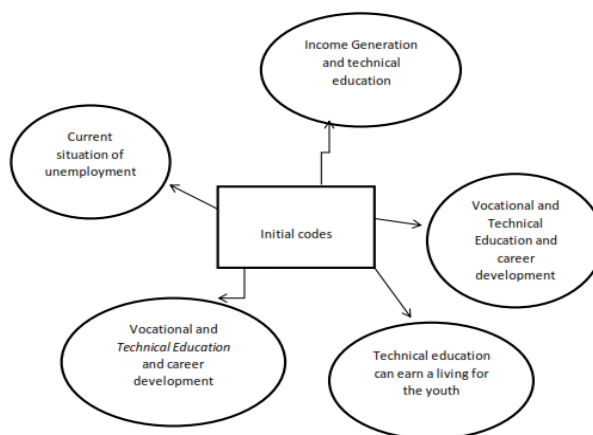 Income Generation
and technical
education
Current
situation of
unemployment
Initial codes
Vocational and
Technical
Education and
career
development
Vocational and
Technical Education
and career
development
Technical education
can earn a living for
the youth